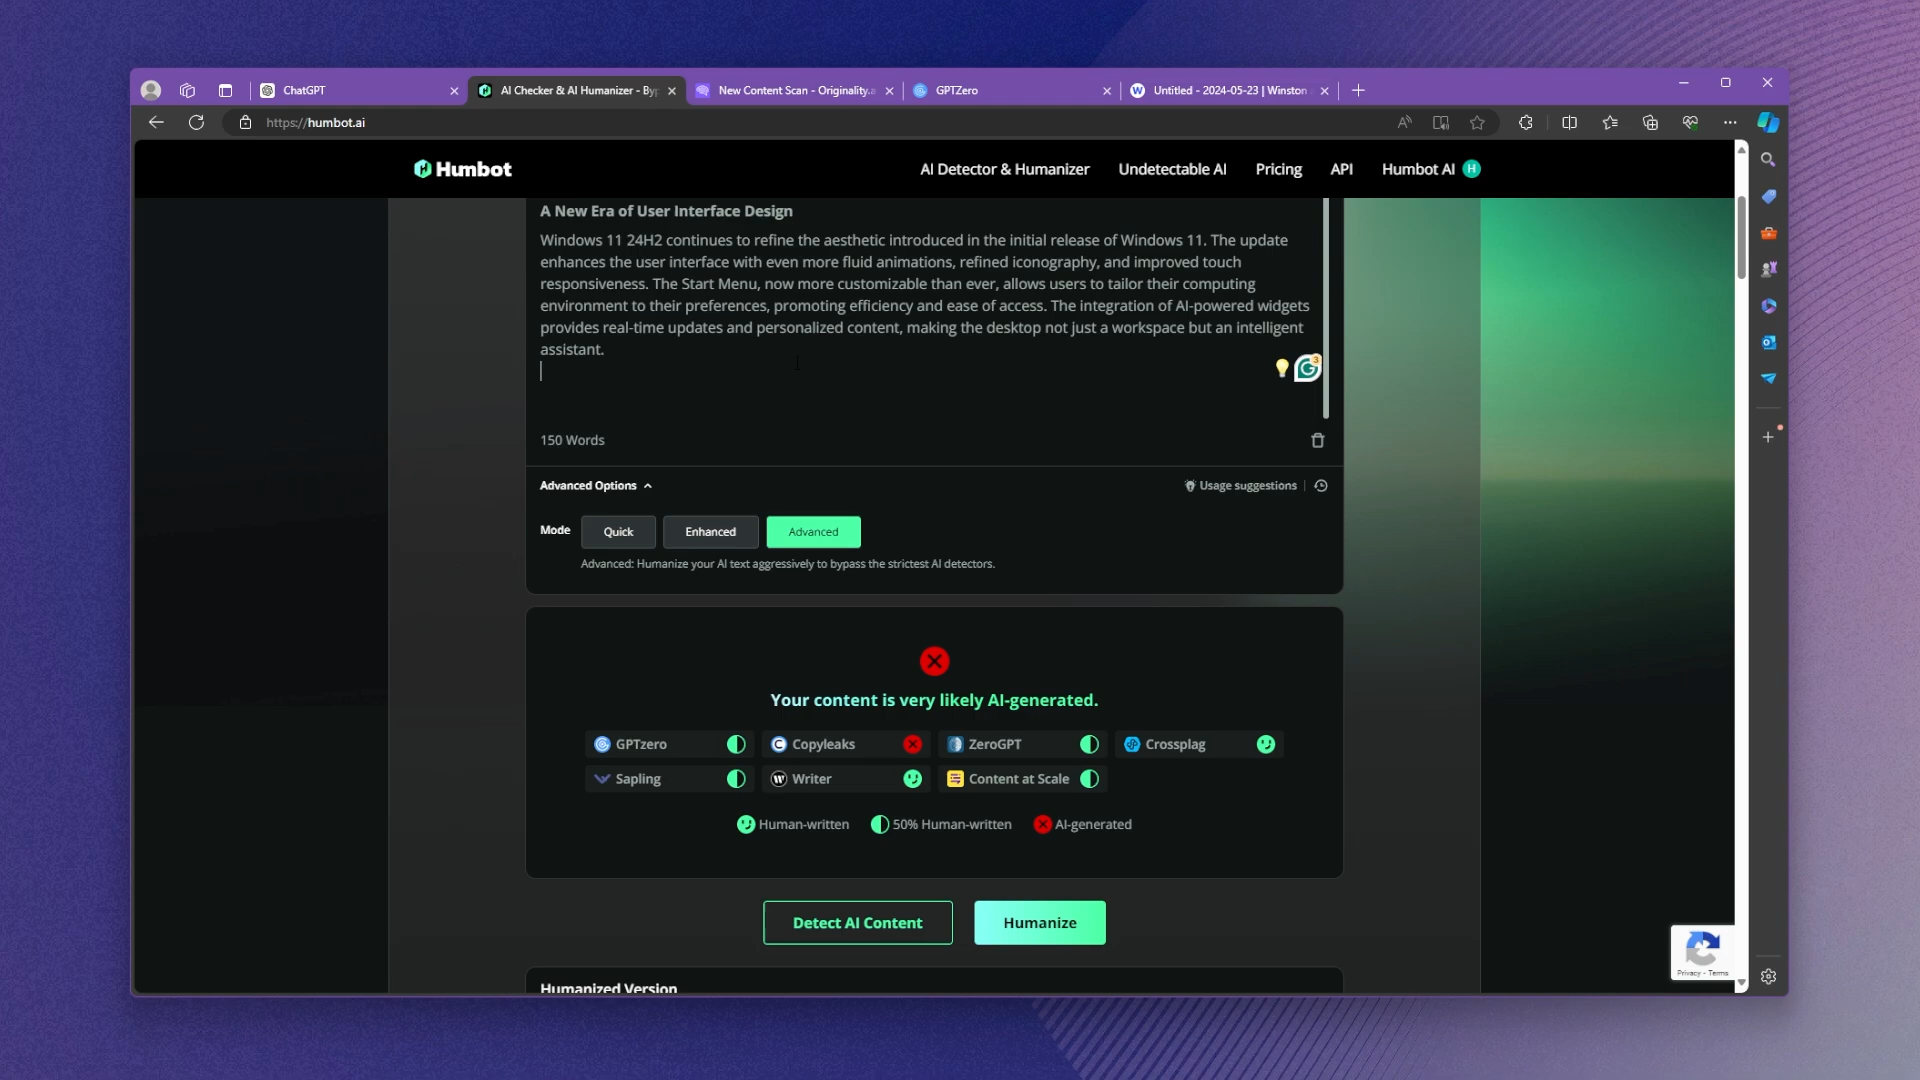 ChatGPT
AI Checker & AI Humanizer - Byp
New Content Scan - Originality.a
GPTZero
Untitled - 2024-05-23 | Winston
https://humbot.ai
Humbot
AI Detector & Humanizer
Undetectable AI
Pricing
API
Humbot AI H
A New Era of User Interface Design
Windows 11 24H2 continues to refine the aesthetic introduced in the initial release of Windows 11. The update
enhances the user interface with even more fluid animations, refined iconography, and improved touch
responsiveness. The Start Menu, now more customizable than ever, allows users to tailor their computing
environment to their preferences, promoting efficiency and ease of access. The integration of AI-powered widgets
provides real-time updates and personalized content, making the desktop not just a workspace but an intelligent
assistant.
3
150 Words
Advanced Options
Usage suggestions
Mode
Quick
Enhanced
Advanced
Advanced: Humanize your AI text aggressively to bypass the strictest AI detectors.
Your content is very likely AI-generated.
GPTzero
Copyleaks
ZeroGPT
Crossplag
Sapling
Writer
Content at Scale
Human-written
50% Human-written
AI-generated
Detect AI Content
Humanize
Privacy - Terms
Humanized Version